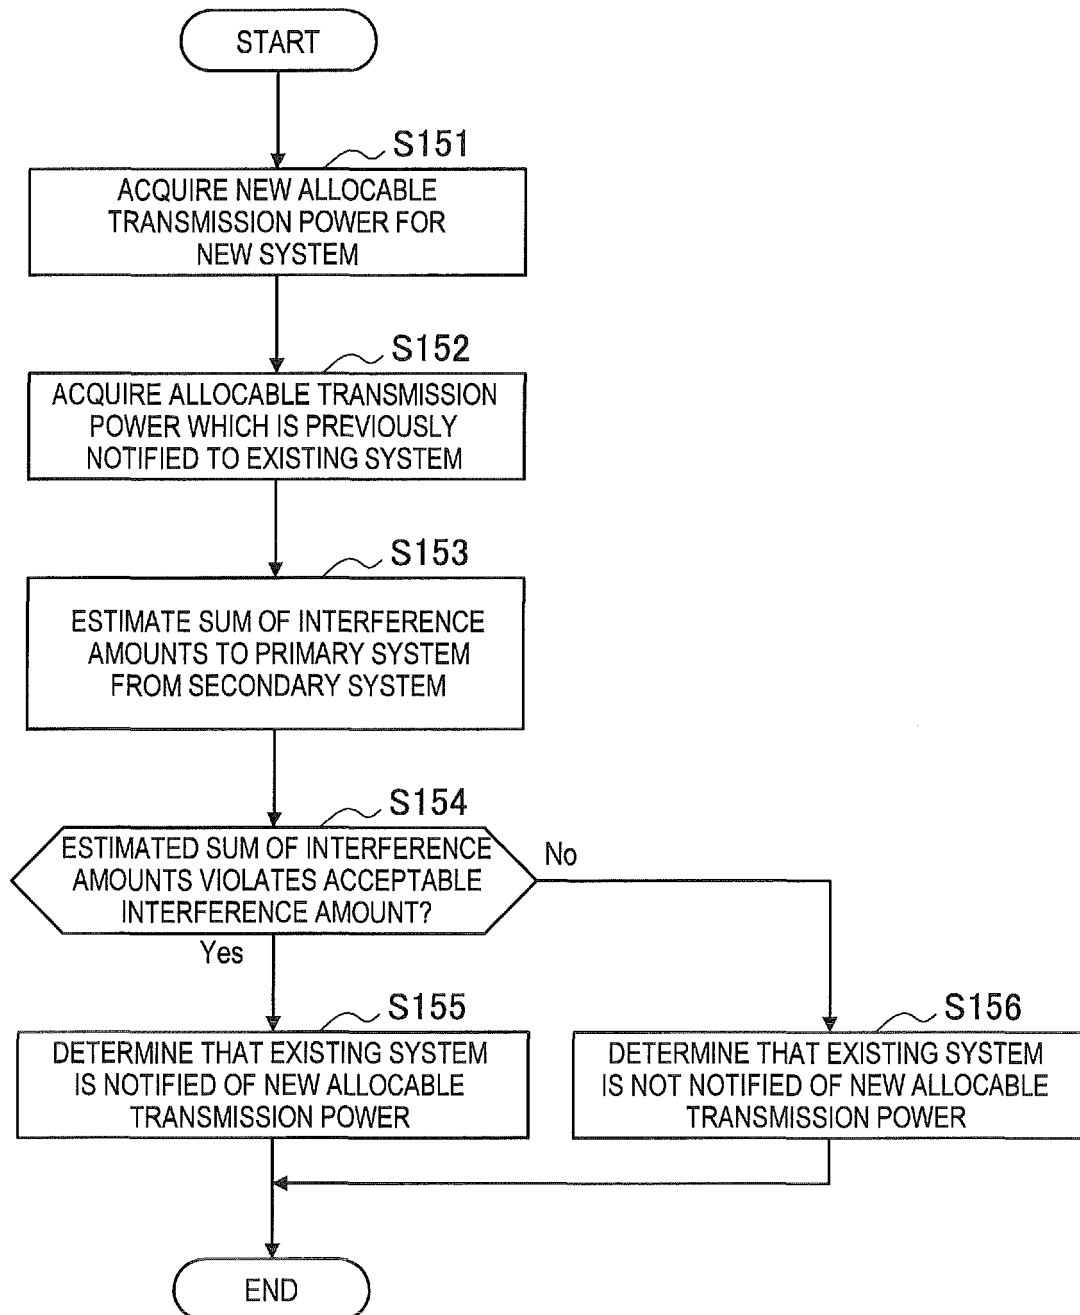 START
S151
ACQUIRE NEW ALLOCABLE
TRANSMISSION POWER FOR
NEW SYSTEM
S152
ACQUIRE ALLOCABLE TRANSMISSION
POWER WHICH IS PREVIOUSLY
NOTIFIED TO EXISTING SYSTEM
S153
ESTIMATE SUM OF INTERFERENCE
AMOUNTS TO PRIMARY SYSTEM
FROM SECONDARY SYSTEM
S154
ESTIMATED SUM OF INTERFERENCE
AMOUNTS VIOLATES ACCEPTABLE
INTERFERENCE AMOUNT?
No
Yes
S155
DETERMINE THAT EXISTING SYSTEM
IS NOTIFIED OF NEW ALLOCABLE
TRANSMISSION POWER
S156
DETERMINE THAT EXISTING SYSTEM
IS NOT NOTIFIED OF NEW ALLOCABLE
TRANSMISSION POWER
END